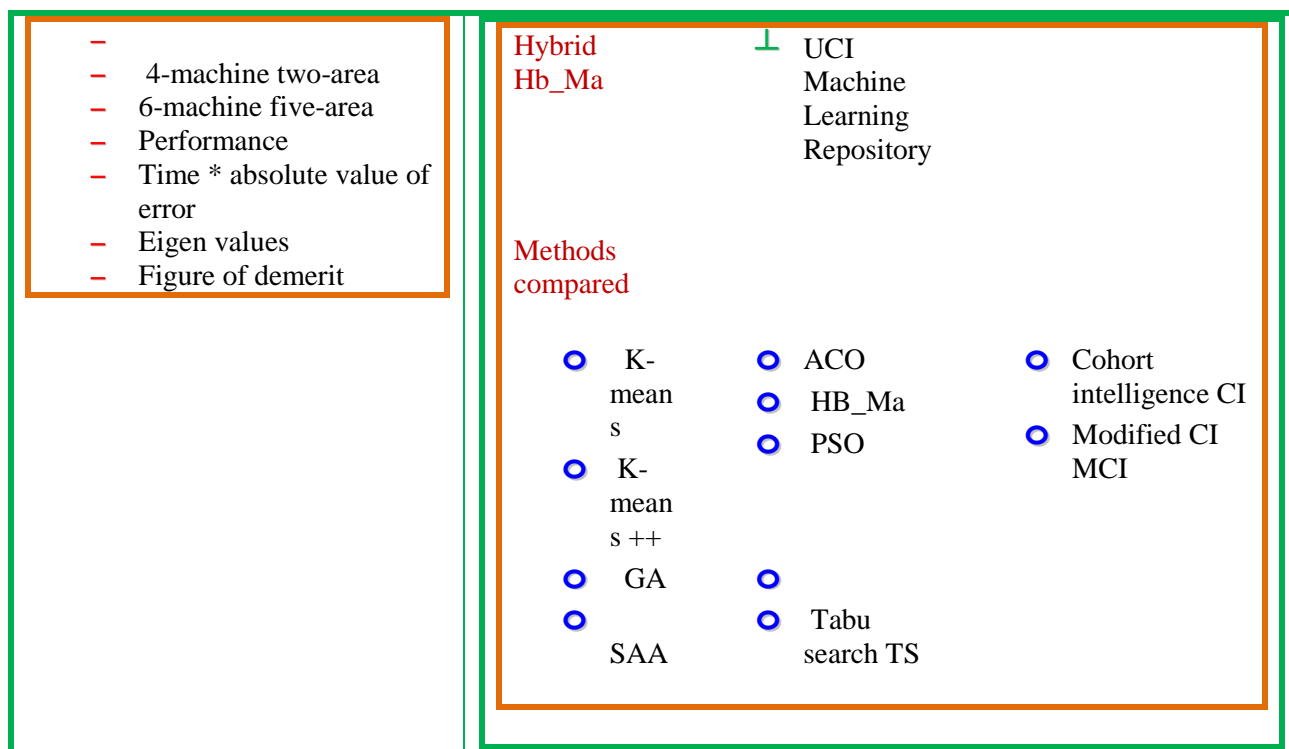 –
– 4-machine two-area
– 6-machine five-area
– Performance
– Time * absolute value of
error
– Eigen values
– Figure of demerit
Hybrid
Hb_Ma
⊥ UCI
Machine
Learning
Repository
Methods
compared
K-
mean
s
K-
mean
s ++
GA
SAA
ACO
HB_Ma
PSO
Tabu
search TS
Cohort
intelligence CI
Modified CI
MCI